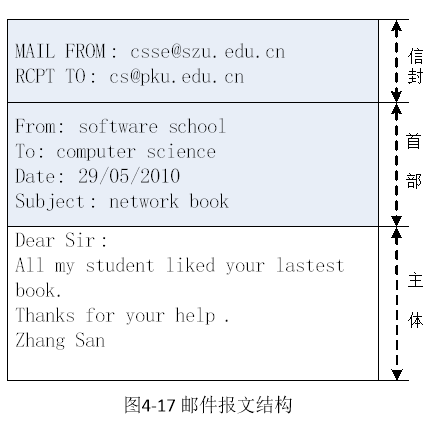 MAIL FROM: csse@szu.edu.cn
RCPT TO: cs@pku.edu.cn
信封
From: software school
To: computer science
Date: 29/05/2010
Subject: network book
首部
Dear Sir:
All my student liked your lastest
book.
Thanks for your help .
Zhang San
主体
图4-17 邮件报文结构